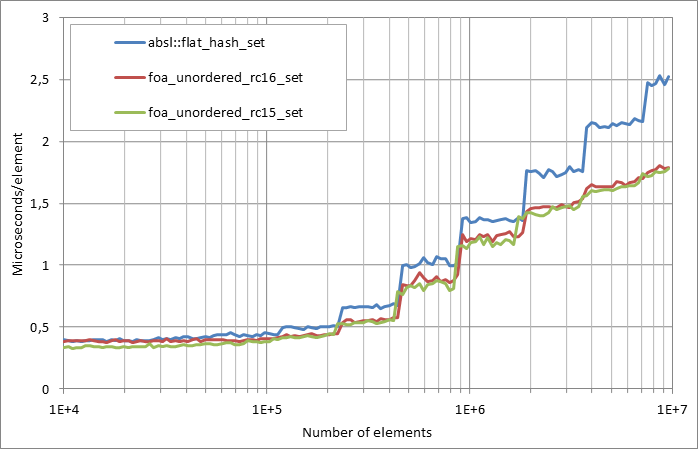 3
2,5
2
1,5
1
0,5
0
Microseconds/element
absl::flat_hash_set
foa_unordered_rc16_set
foa_unordered_rc15_set
1E+4
1E+5
1E+6
1E+7
Number of elements